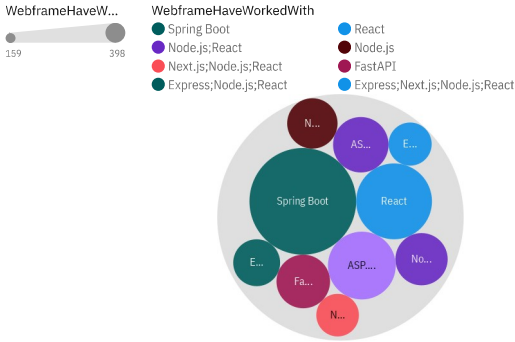 WebframeHaveW...
159
398
WebframeHaveWorkedWith
Spring Boot
React
Node.js;React
Node.js
Next.js;Node.js;React
FastAPI
Express;Node.js;React
Express;Next.js;Node.js;React
N...
AS...
E...
Spring Boot
React
E...
ASP....
No...
Fa...
N...